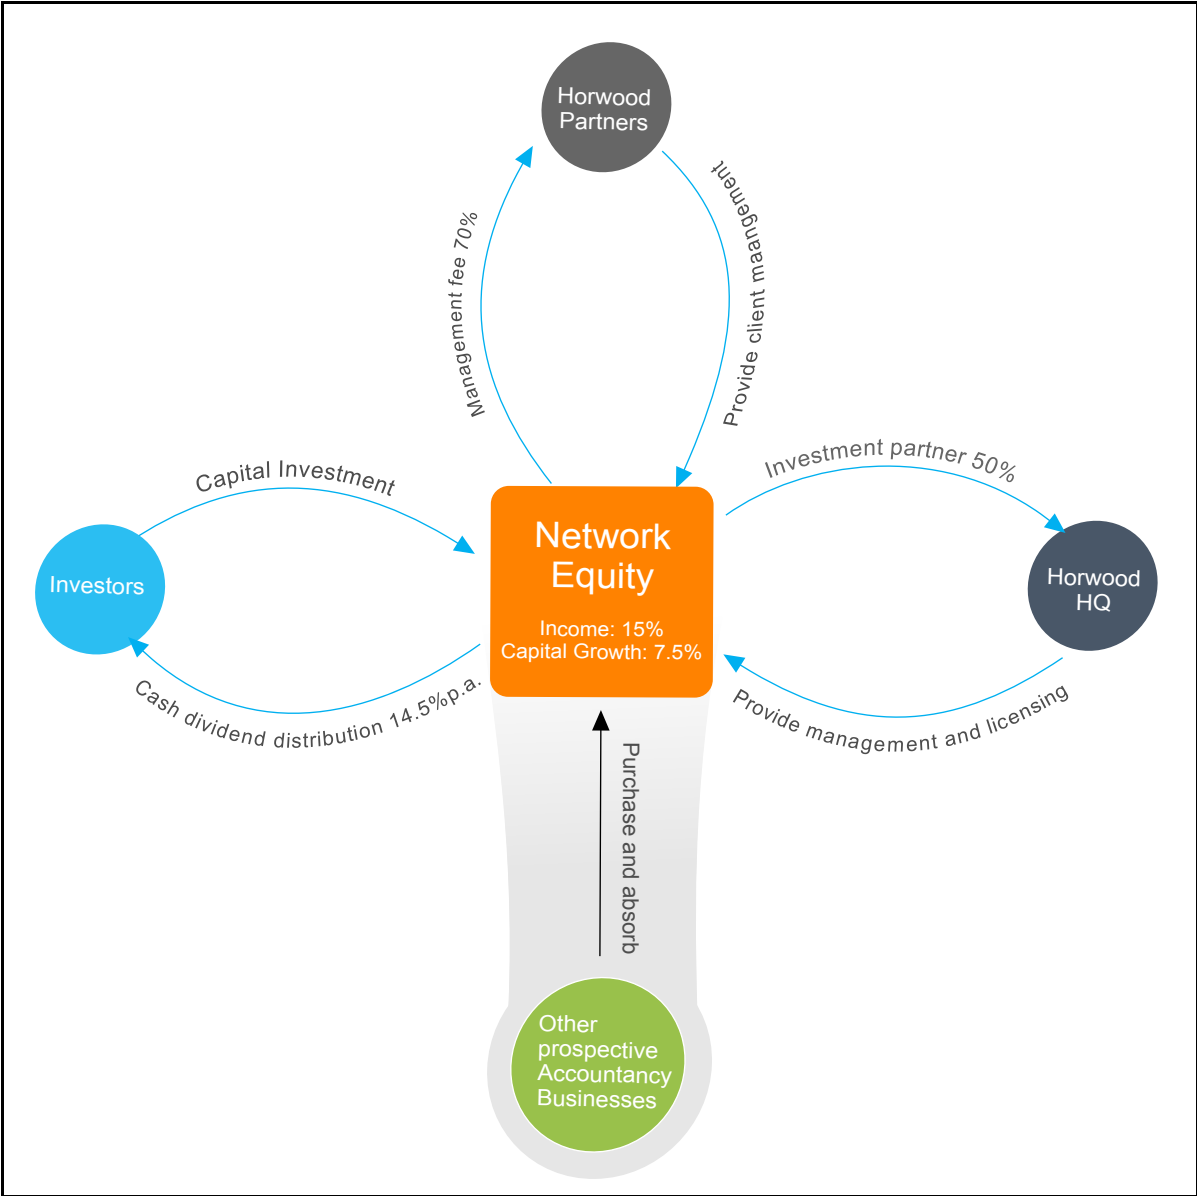 Horwood
Partners
Management fee 70%
Provide client maangement
Capital Investment
Investment partner 50%
Investors
Network
Equity
Income: 15%
Capital Growth: 7.5%
Horwood
HQ
Cash dividend distribution 14.5%p.a.
Provide management and licensing
Purchase and absorb
Other
prospective
Accountancy
Businesses